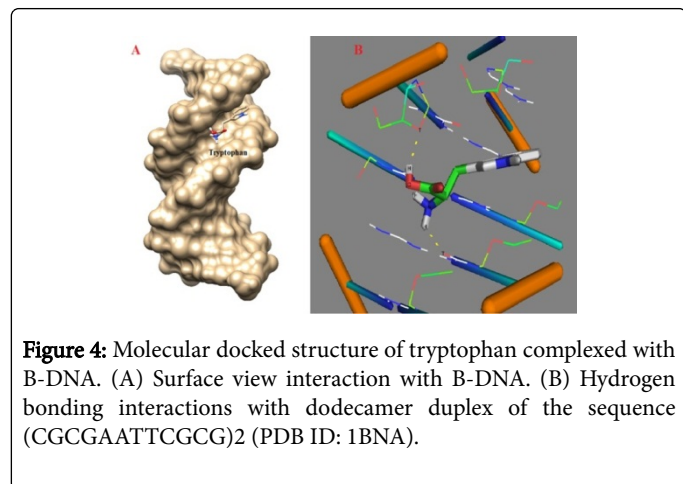 A
B
Tryptophan
Figure 4: Molecular docked structure of tryptophan complexed with
B-DNA. (A) Surface view interaction with B-DNA. (B) Hydrogen
bonding interactions with dodecamer duplex of the sequence
(CGCGAATTCGCG)2 (PDB ID: 1BNA).